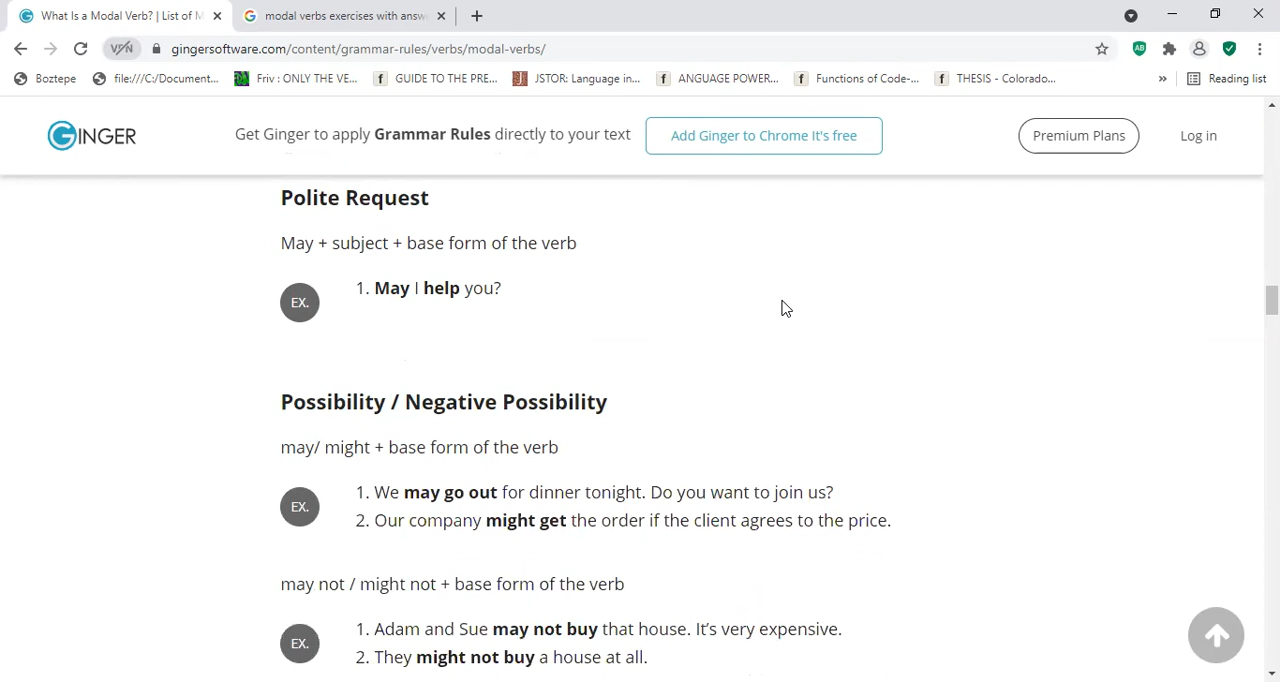 What Is a Modal Verb? | List of M
modal verbs exercises with answ
VPN
gingersoftware.com/content/grammar-rules/verbs/modal-verbs/
AB
Boztepe
file:///C:/Document...
Friv : ONLY THE VE...
GUIDE TO THE PRE...
JSTOR: Language in...
ANGUAGE POWER...
Functions of Code-...
THESIS - Colorado...
»
Reading list
GINGER
Get Ginger to apply Grammar Rules directly to your text
Add Ginger to Chrome It's free
Premium Plans
Log in
Polite Request
May + subject + base form of the verb
EX.
1. May I help you?
Possibility / Negative Possibility
may/ might + base form of the verb
EX.
1. We may go out for dinner tonight. Do you want to join us?
2. Our company might get the order if the client agrees to the price.
may not / might not + base form of the verb
EX.
1. Adam and Sue may not buy that house. It’s very expensive.
2. They might not buy a house at all.